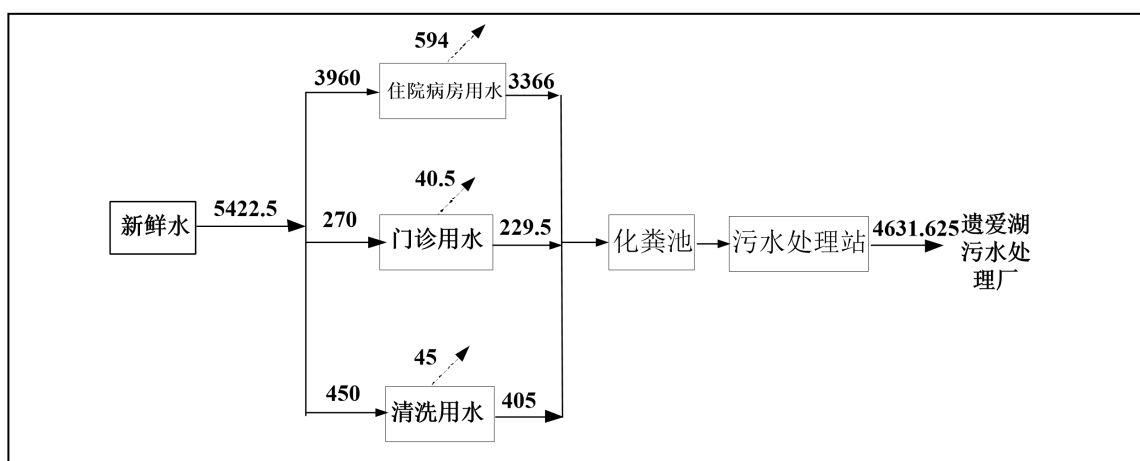 594
3960
住院病房用水
3366
40.5
新鲜水
5422.5
270
门诊用水
229.5
化粪池
污水处理站
4631.625
遗爱湖
污水处
理厂
45
450
清洗用水
405